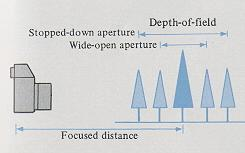 Depth-of-field
Stopped-down aperture
Wide-open aperture
Focused distance